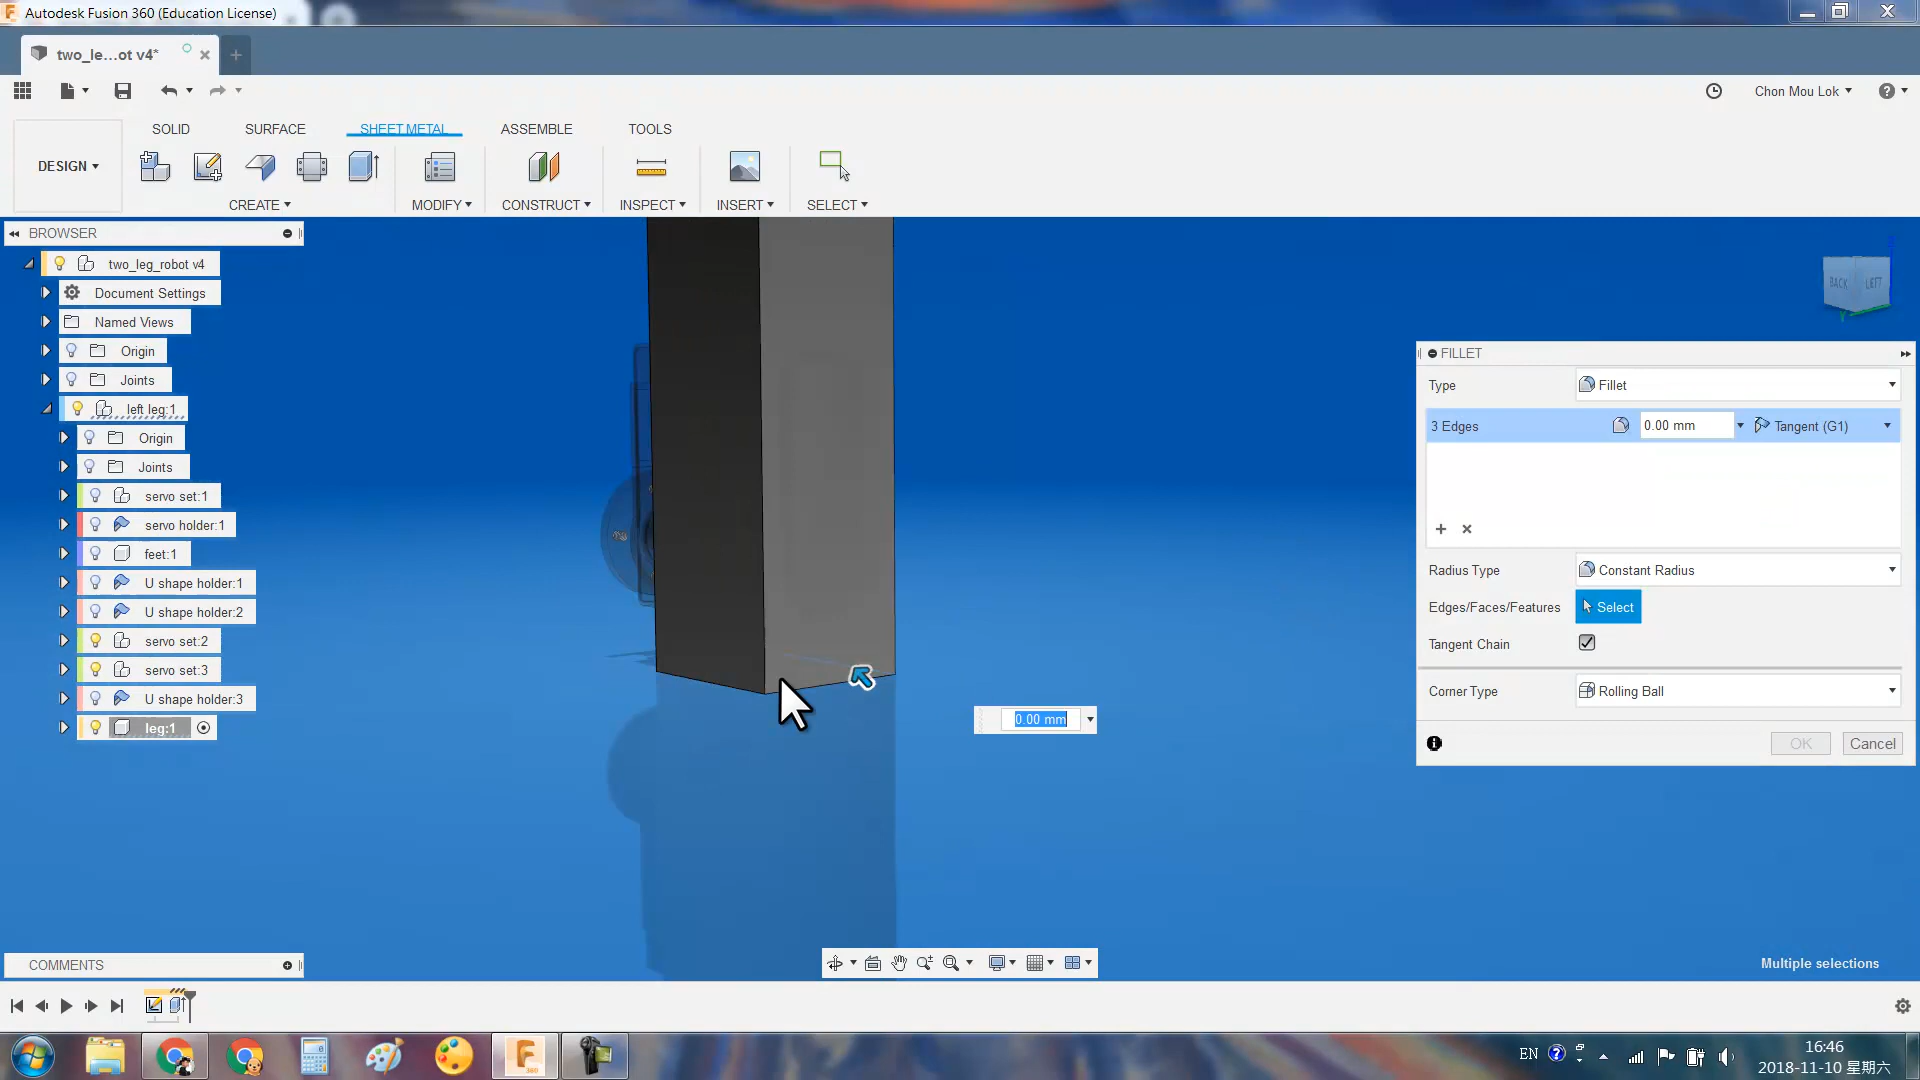 Autodesk Fusion 360 (Education License)
two_le...ot v4*
Chon Mou Lok
DESIGN
SOLID
SURFACE
SHEET METAL
ASSEMBLE
TOOLS
CREATE
MODIFY
CONSTRUCT
INSPECT
INSERT
SELECT
BROWSER
two_leg_robot v4
Document Settings
Named Views
Origin
Joints
left leg:1
Origin
Joints
servo set:1
servo holder:1
feet:1
U shape holder:1
U shape holder:2
servo set:2
servo set:3
U shape holder:3
leg:1
BACK
LEFT
FILLET
Type
Fillet
3 Edges
0.00 mm
Tangent (G1)
Radius Type
Constant Radius
Edges/Faces/Features
Select
Tangent Chain
Corner Type
Rolling Ball
OK
Cancel
0.00 mm
Multiple selections
COMMENTS
360
EN
16:46
2018-11-10 星期六